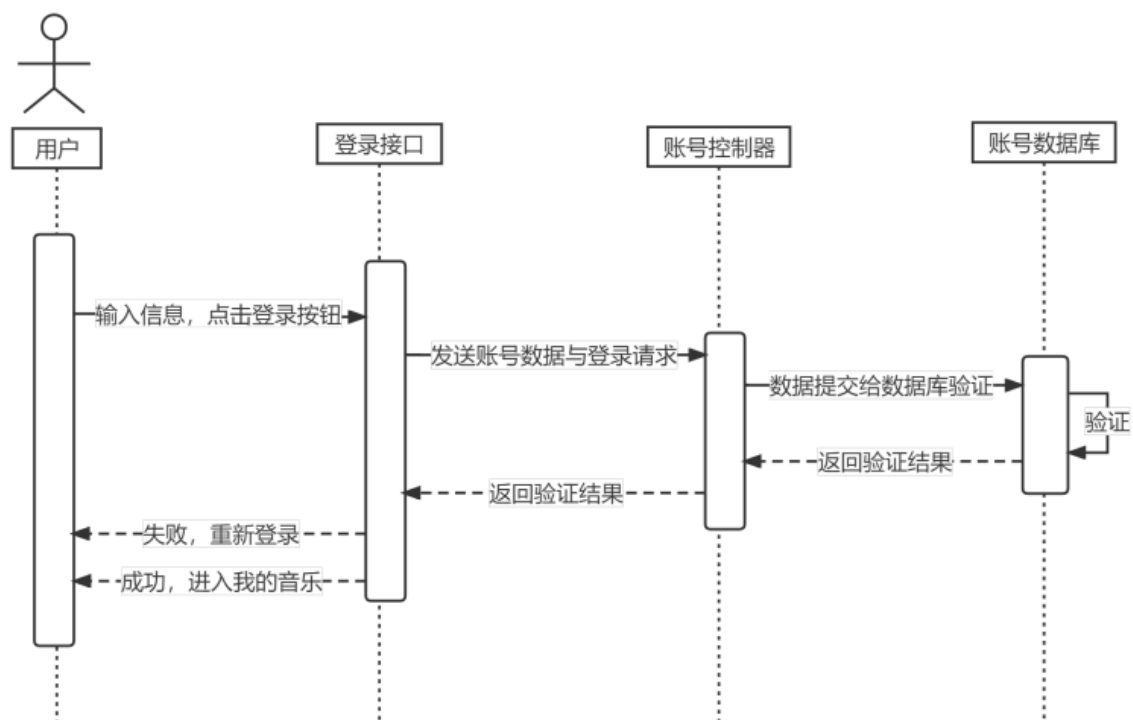 用户
登录接口
账号控制器
账号数据库
输入信息，点击登录按钮
发送账号数据与登录请求
数据提交给数据库验证
验证
返回验证结果
返回验证结果
失败，重新登录
成功，进入我的音乐